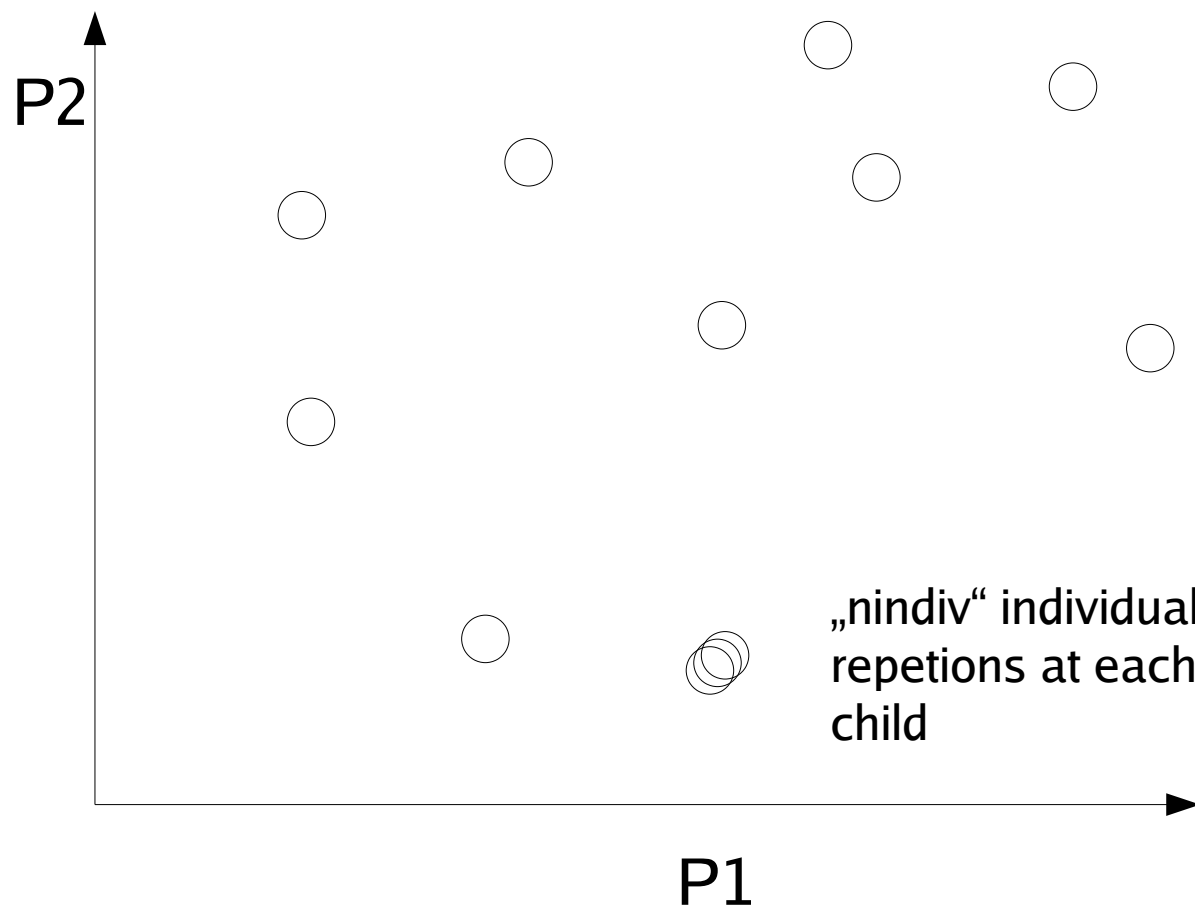 P2
„nindiv“ individual
repetions at each
child
P1